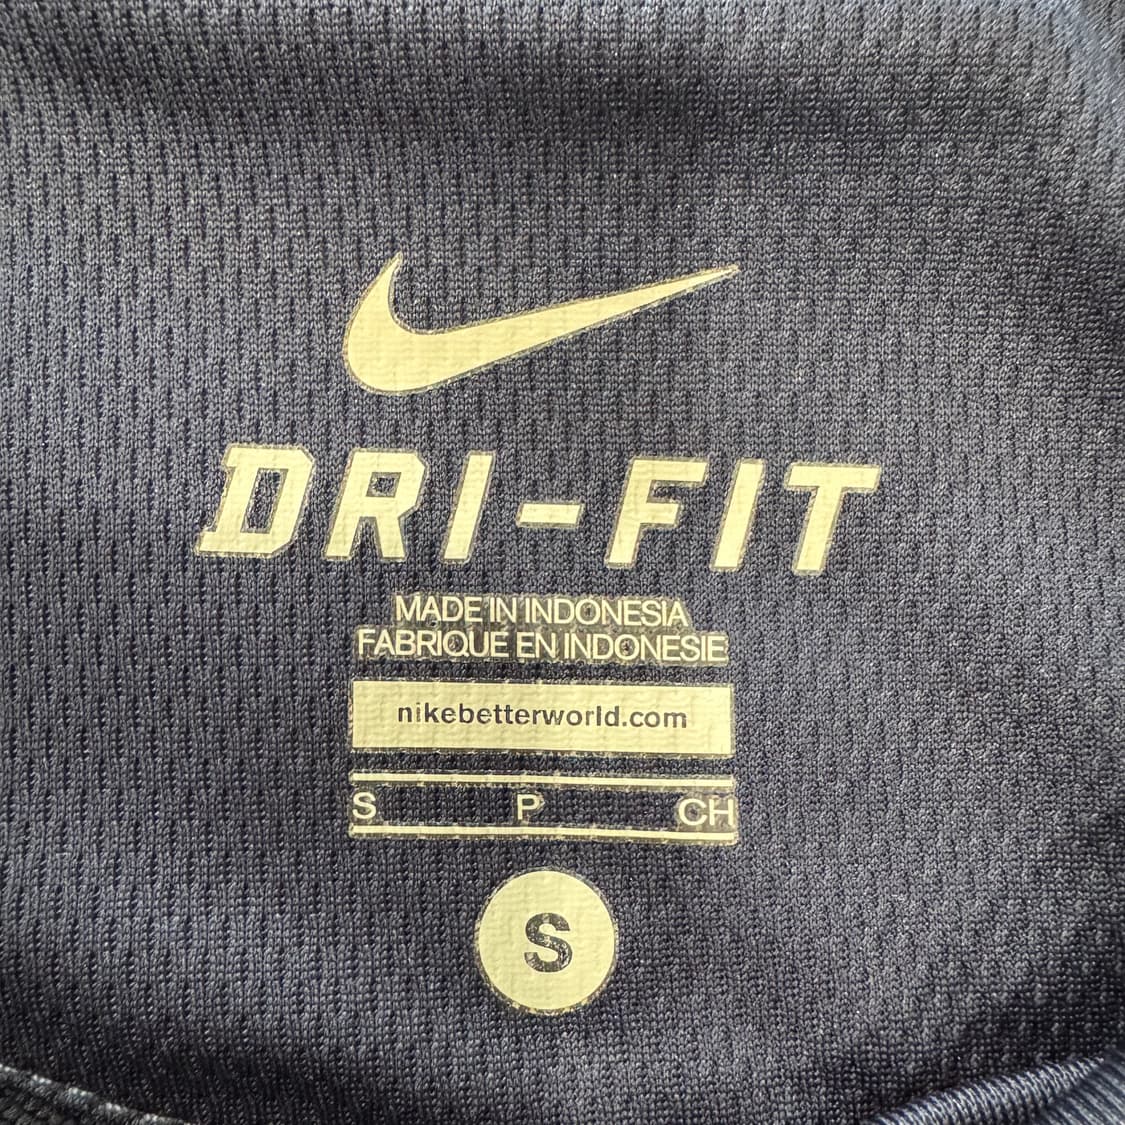 DRI-FIT
MADE IN INDONESIA
FABRIQUE EN INDONESIE
nikebetterworld.com
S P CH
S